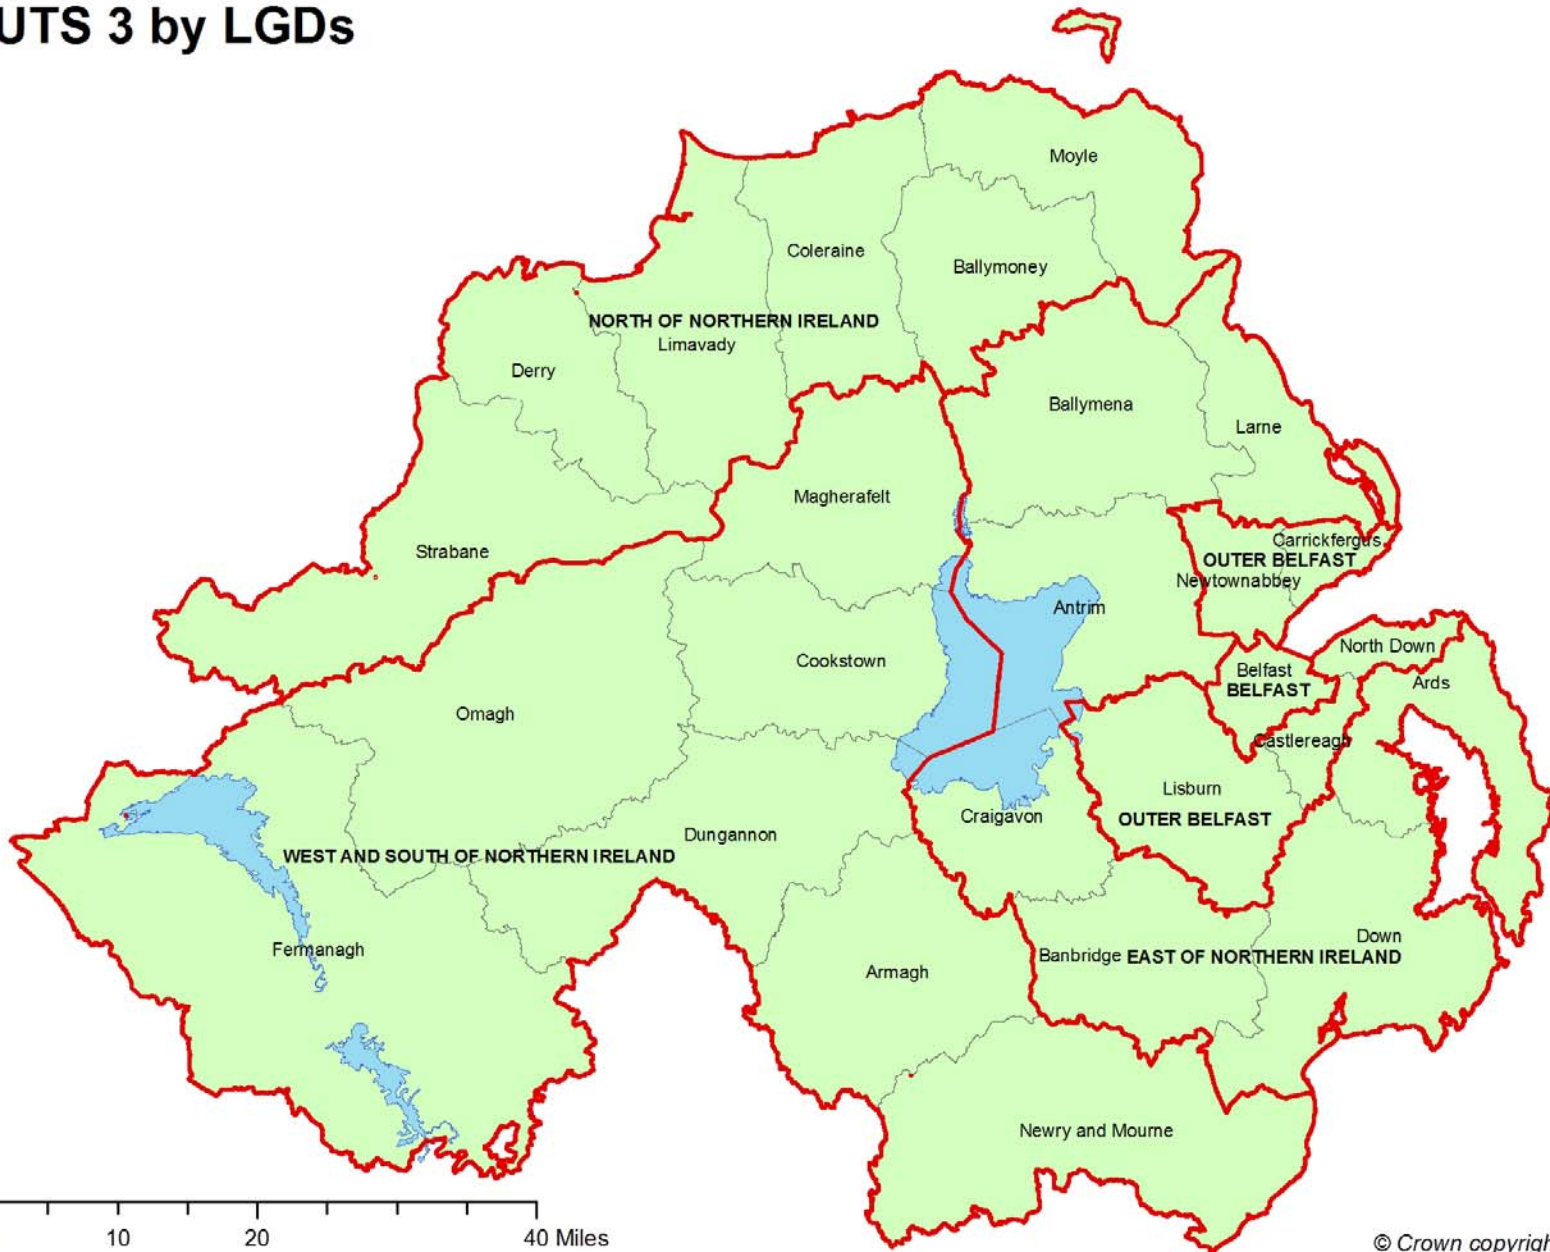 UTS 3 by LGDs
Moyle
Coleraine
Ballymoney
NORTH OF NORTHERN IRELAND
Limavady
Derry
Ballymena
Larne
Magherafelt
Strabane
Carrickfergus
OUTER BELFAST
Newtownabbey
Antrim
North Down
Cookstown
Belfast
BELFAST
Ards
Omagh
Castlereagh
Lisburn
OUTER BELFAST
Craigavon
Dungannon
WEST AND SOUTH OF NORTHERN IRELAND
Fermanagh
Down
Banbridge EAST OF NORTHERN IRELAND
Armagh
Newry and Mourne
10 20 40 Miles
© Crown copyrigh